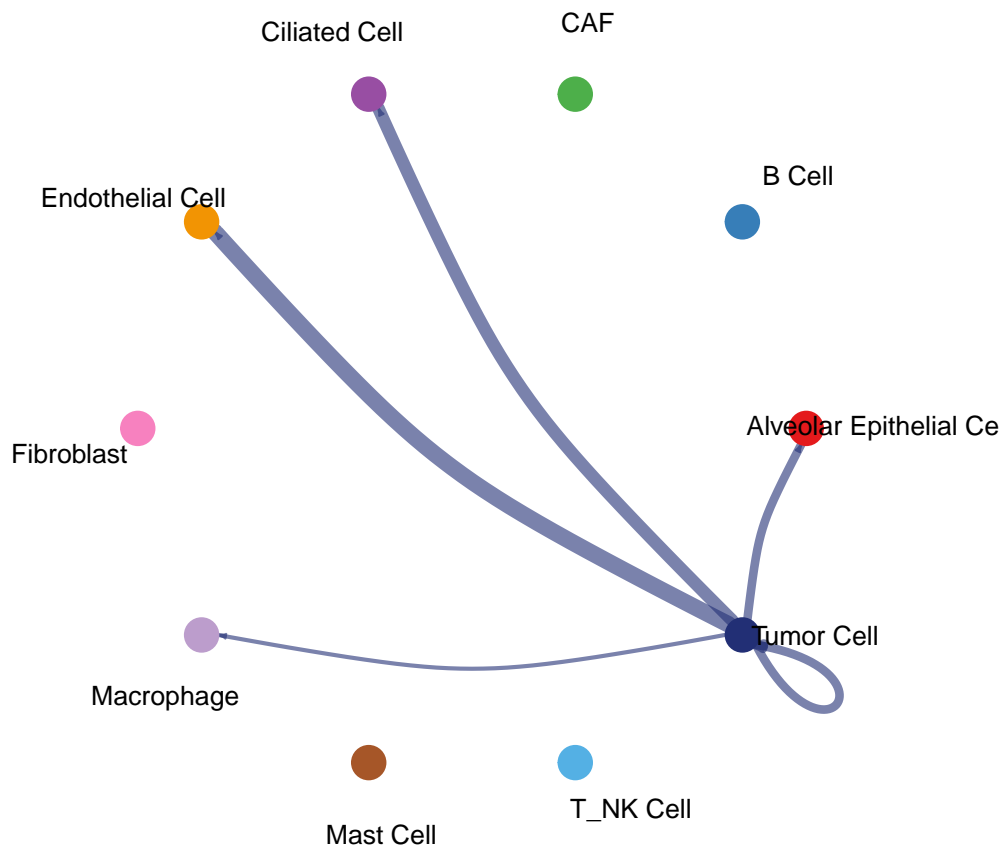 CAF
Ciliated Cell
B Cell
Endothelial Cell
Alveolar Epithelial Ce
Fibroblast
Tumor Cell
Macrophage
T_NK Cell
Mast Cell